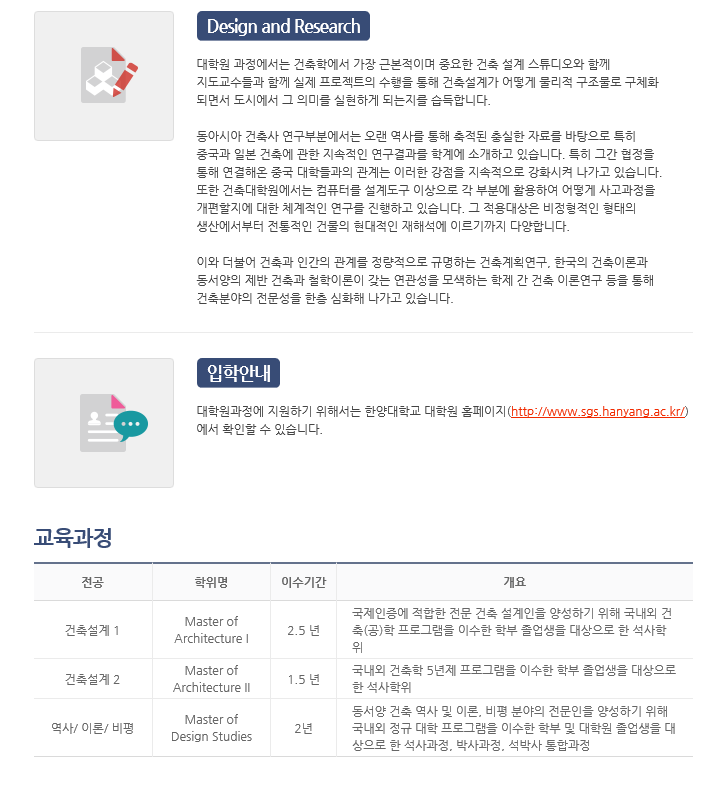 Design and Research
대학원 과정에서는 건축학에서 가장 근본적이며 중요한 건축 설계 스튜디오와 함께
지도교수들과 함께 실제 프로젝트의 수행을 통해 건축설계가 어떻게 물리적 구조물로 구체화
되면서 도시에서 그 의미를 실현하게 되는지를 습득합니다.
동아시아 건축사 연구부분에서는 오랜 역사를 통해 축적된 충실한 자료를 바탕으로 특히
중국과 일본 건축에 관한 지속적인 연구결과를 학계에 소개하고 있습니다. 특히 그간 협정을
통해 연결해온 중국 대학들과의 관계는 이러한 강점을 지속적으로 강화시켜 나가고 있습니다.
또한 건축대학원에서는 컴퓨터를 설계도구 이상으로 각 부분에 활용하여 어떻게 사고과정을
개편할지에 대한 체계적인 연구를 진행하고 있습니다. 그 적용대상은 비정형적인 형태의
생산에서부터 전통적인 건물의 현대적인 재해석에 이르기까지 다양합니다.
이와 더불어 건축과 인간의 관계를 정량적으로 규명하는 건축계획연구, 한국의 건축이론과
동서양의 제반 건축과 철학이론이 갖는 연관성을 모색하는 학제 간 건축 이론연구 등을 통해
건축분야의 전문성을 한층 심화해 나가고 있습니다.
입학안내
대학원과정에 지원하기 위해서는 한양대학교 대학원 홈페이지(http://www.sgs.hanyang.ac.kr/)
에서 확인할 수 있습니다.
교육과정
전공 학위명 이수기간 개요
건축설계 1 Master of Architecture I 2.5 년 국제인증에 적합한 전문 건축 설계인을 양성하기 위해 국내외 건
축(공)학 프로그램을 이수한 학부 졸업생을 대상으로 한 석사학
위
건축설계 2 Master of Architecture II 1.5 년 국내외 건축학 5년제 프로그램을 이수한 학부 졸업생을 대상으로
한 석사학위
역사/ 이론/ 비평 Master of Design Studies 2년 동서양 건축 역사 및 이론, 비평 분야의 전문인을 양성하기 위해
국내외 정규 대학 프로그램을 이수한 학부 및 대학원 졸업생을 대
상으로 한 석사과정, 박사과정, 석박사 통합과정